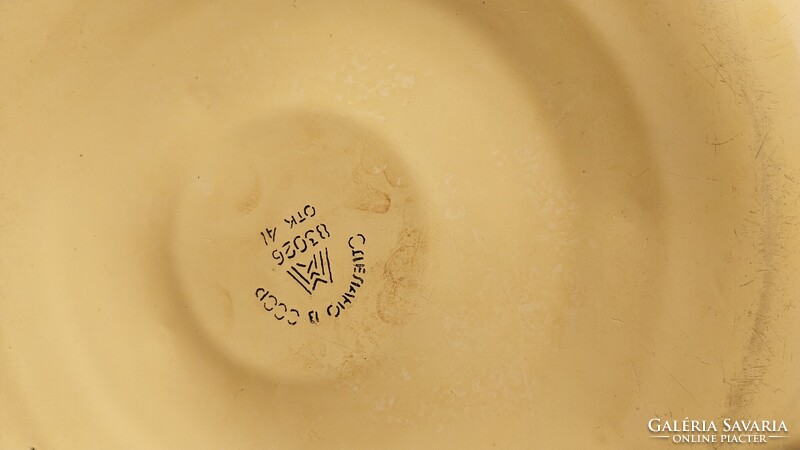 ОТК 41
83026
СДЕЛАНО В СССР
GALÉRIA SAVARIA
ONLINE PIACTÉR